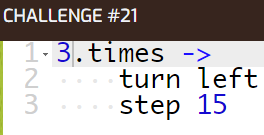 CHALLENGE #21
1 3.times ->
2 turn left
3 step 15